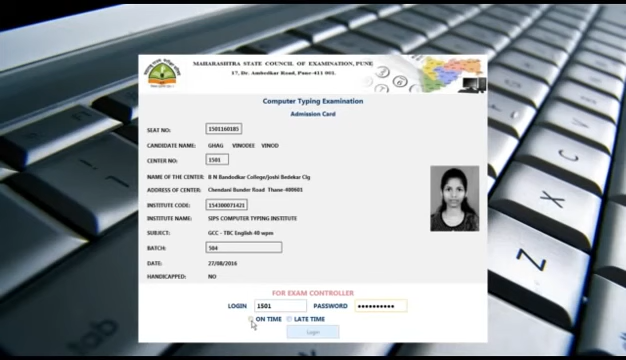 MAHARASHTRA STATE COUNCIL OF EXAMINATION, PUNE
17, Dr. Ambedkar Road, Pune-411 001.
Computer Typing Examination
Admission Card
SEAT NO: 1501160185
CANDIDATE NAME: GHAG VINODEE VINOD
CENTER NO: 1501
NAME OF THE CENTER: B N Bandodkar College/Joshi Bedekar Clg
ADDRESS OF CENTER: Chendani Bunder Road Thane-400601
INSTITUTE CODE: 154300071421
INSTITUTE NAME: SIPS COMPUTER TYPING INSTITUTE
SUBJECT: GCC - TBC English 40 wpm
BATCH: 504
DATE: 27/08/2016
HANDICAPPED: NO
FOR EXAM CONTROLLER
LOGIN 1501 PASSWORD ••••••••••
ON TIME LATE TIME
Login
tab
N